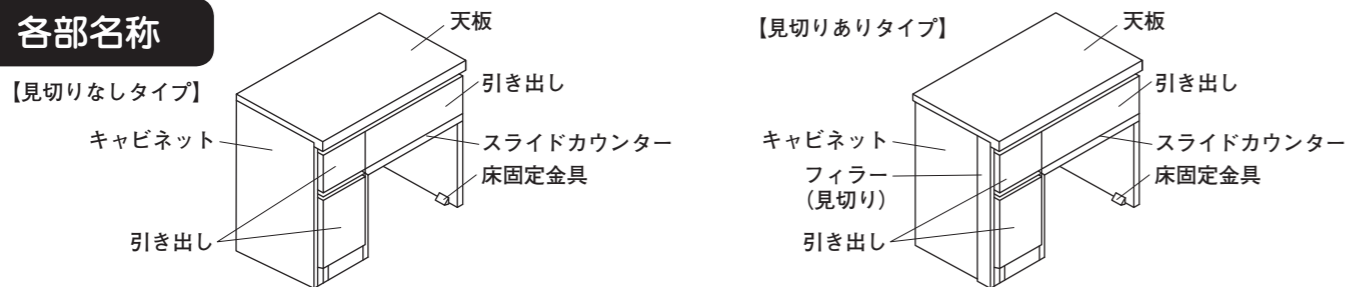 各部名称
【見切りなしタイプ】
天板
引き出し
キャビネット
スライドカウンター
床固定金具
引き出し
【見切りありタイプ】
天板
引き出し
キャビネット
スライドカウンター
フィラー
(見切り)
床固定金具
引き出し